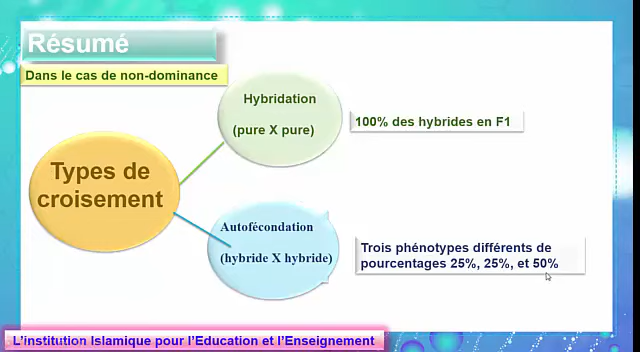 Résumé
Dans le cas de non-dominance
Types de
croisement
Hybridation
(pure X pure)
100% des hybrides en F1
Autofécondation
(hybride X hybride)
Trois phénotypes différents de
pourcentages 25%, 25%, et 50%
L'institution Islamique pour l'Education et l'Enseignement